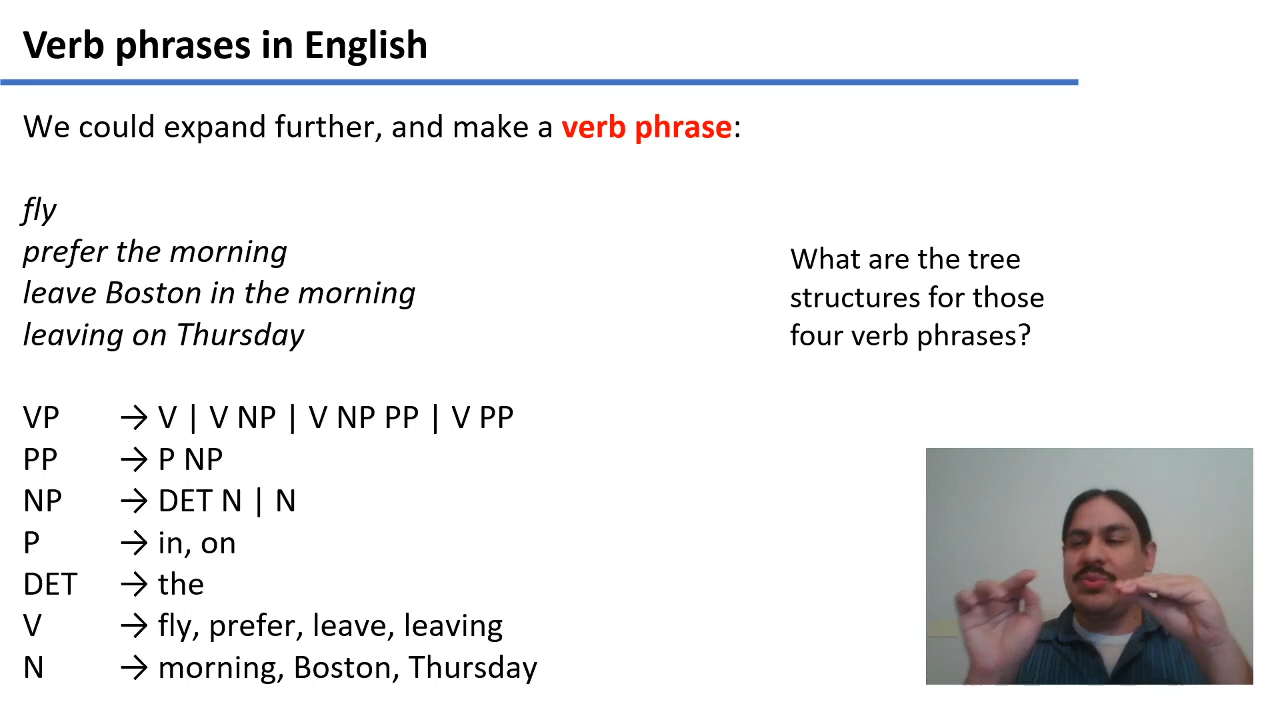 Verb phrases in English
We could expand further, and make a verb phrase:
fly
prefer the morning
leave Boston in the morning
leaving on Thursday
What are the tree
structures for those
four verb phrases?
VP → V | V NP | V NP PP | V PP
PP → P NP
NP → DET N | N
P → in, on
DET → the
V → fly, prefer, leave, leaving
N → morning, Boston, Thursday